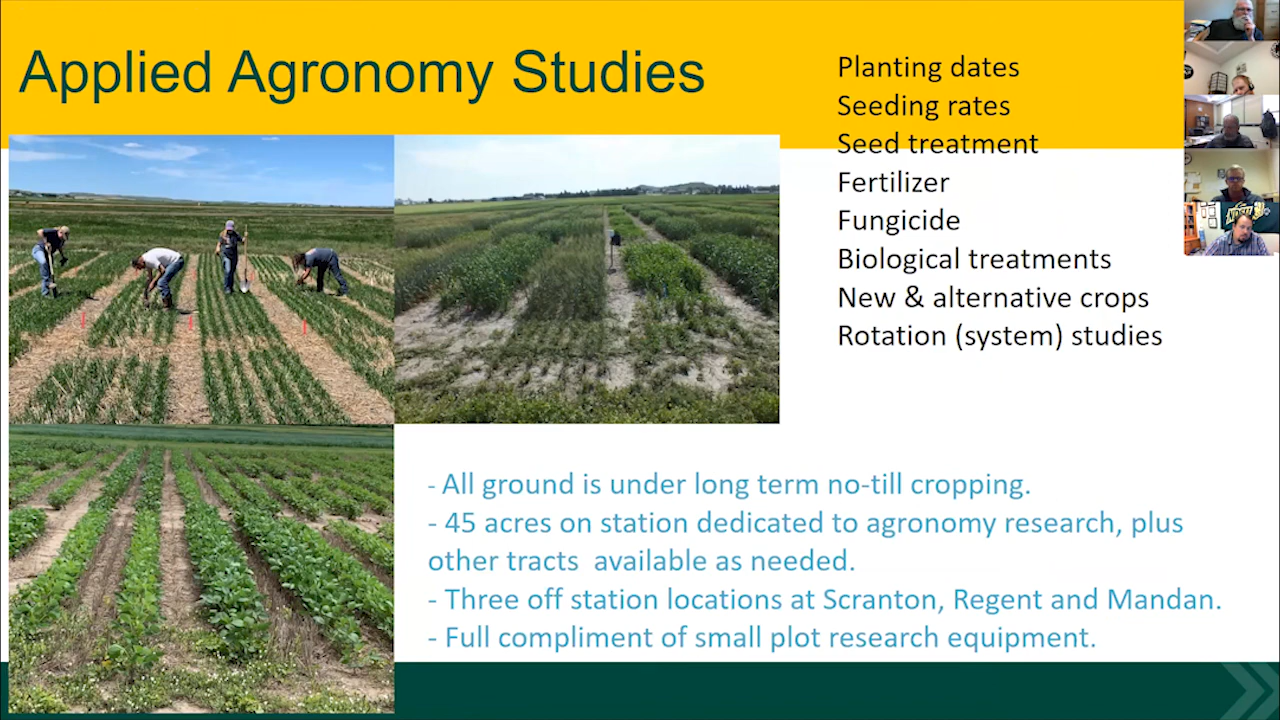 Applied Agronomy Studies
Planting dates
Seeding rates
Seed treatment
Fertilizer
Fungicide
Biological treatments
New & alternative crops
Rotation (system) studies
- All ground is under long term no-till cropping.
- 45 acres on station dedicated to agronomy research, plus
other tracts  available as needed.
- Three off station locations at Scranton, Regent and Mandan.
- Full compliment of small plot research equipment.